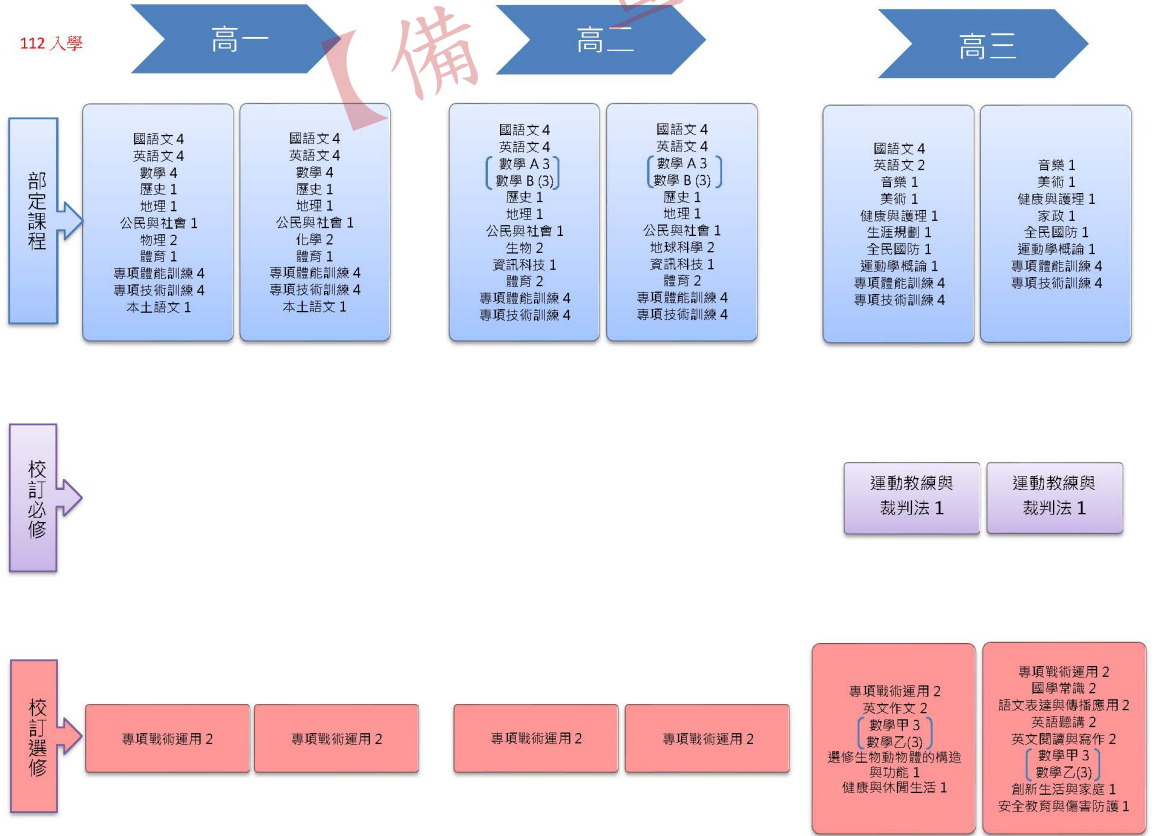 112 入學
高一
高二
高三
【備
部定課程
國語文 4
英語文 4
數學 4
歷史 1
地理 1
公民與社會 1
物理 2
體育 1
專項體能訓練 4
專項技術訓練 4
本土語文 1
國語文 4
英語文 4
數學 4
歷史 1
地理 1
公民與社會 1
化學 2
體育 1
專項體能訓練 4
專項技術訓練 4
本土語文 1
國語文 4
英語文 4
數學 A 3
數學 B (3)
歷史 1
地理 1
公民與社會 1
生物 2
資訊科技 1
體育 2
專項體能訓練 4
專項技術訓練 4
國語文 4
英語文 4
數學 A 3
數學 B (3)
歷史 1
地理 1
公民與社會 1
地球科學 2
資訊科技 1
體育 2
專項體能訓練 4
專項技術訓練 4
國語文 4
英語文 2
音樂 1
美術 1
健康與護理 1
生涯規劃 1
全民國防 1
運動學概論 1
專項體能訓練 4
專項技術訓練 4
音樂 1
美術 1
健康與護理 1
家政 1
全民國防 1
運動學概論 1
專項體能訓練 4
專項技術訓練 4
校訂必修
運動教練與
裁判法 1
運動教練與
裁判法 1
校訂選修
專項戰術運用 2
專項戰術運用 2
專項戰術運用 2
專項戰術運用 2
專項戰術運用 2
英文作文 2
數學甲 3
數學乙(3)
選修生物動物體的構造
與功能 1
健康與休閒生活 1
專項戰術運用 2
國學常識 2
語文表達與傳播應用 2
英語聽講 2
英文閱讀與寫作 2
數學甲 3
數學乙(3)
創新生活與家庭 1
安全教育與傷害防護 1